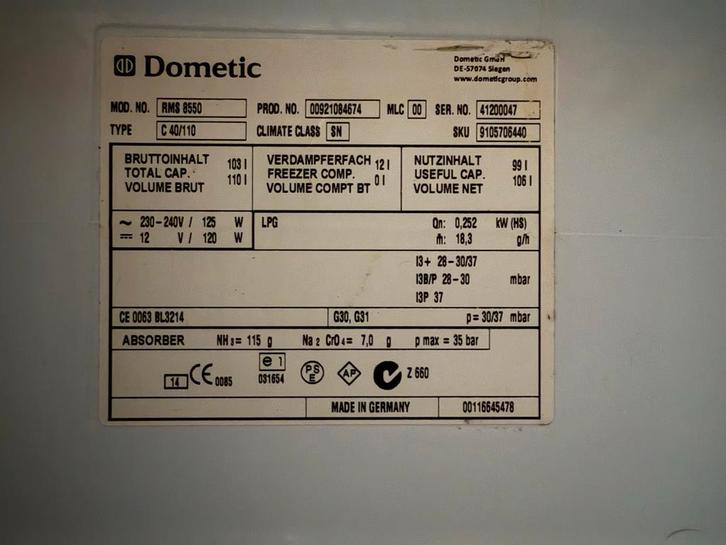 Dometic
Dometic GmbH
DE-57074 Siegen
www.dometicgroup.com
MOD. NO. RMS 8550 PROD. NO. 00921084674 MLC 00 SER. NO. 41200047
TYPE C 40/110 CLIMATE CLASS SN SKU 9105706440
BRUTTOINHALT 103 l
TOTAL CAP.
VOLUME BRUT 110 l
VERDAMPFERFACH 12 l
FREEZER COMP.
VOLUME COMPT BT 0 l
NUTZINHALT 99 l
USEFUL CAP.
VOLUME NET 106 l
~ 230-240V / 125 W
⎓ 12 V / 120 W
LPG Qn: 0,252 kW (HS)
ṁ: 18,3 g/h
I3+ 28-30/37
I3B/P 28-30 mbar
I3P 37
CE 0063 BL3214 G30, G31 p = 30/37 mbar
ABSORBER NH3 = 115 g Na2 CrO4 = 7,0 g p max = 35 bar
14 CE 0085 e1 031654 PSE AP Z 660
MADE IN GERMANY 00116645478